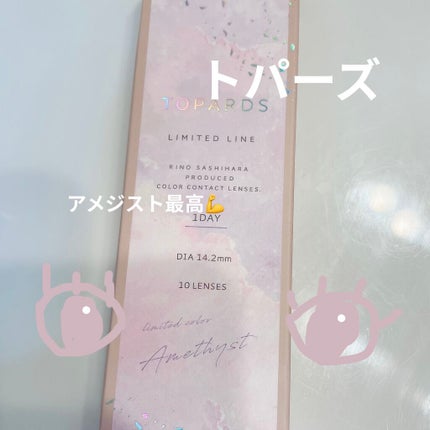 トパーズ
TOPARDS
LIMITED LINE
RINO SASHIHARA
PRODUCED
COLOR CONTACT LENSES.
アメジスト最高💪
1DAY
DIA 14.2mm
10 LENSES
limited color
Amethyst